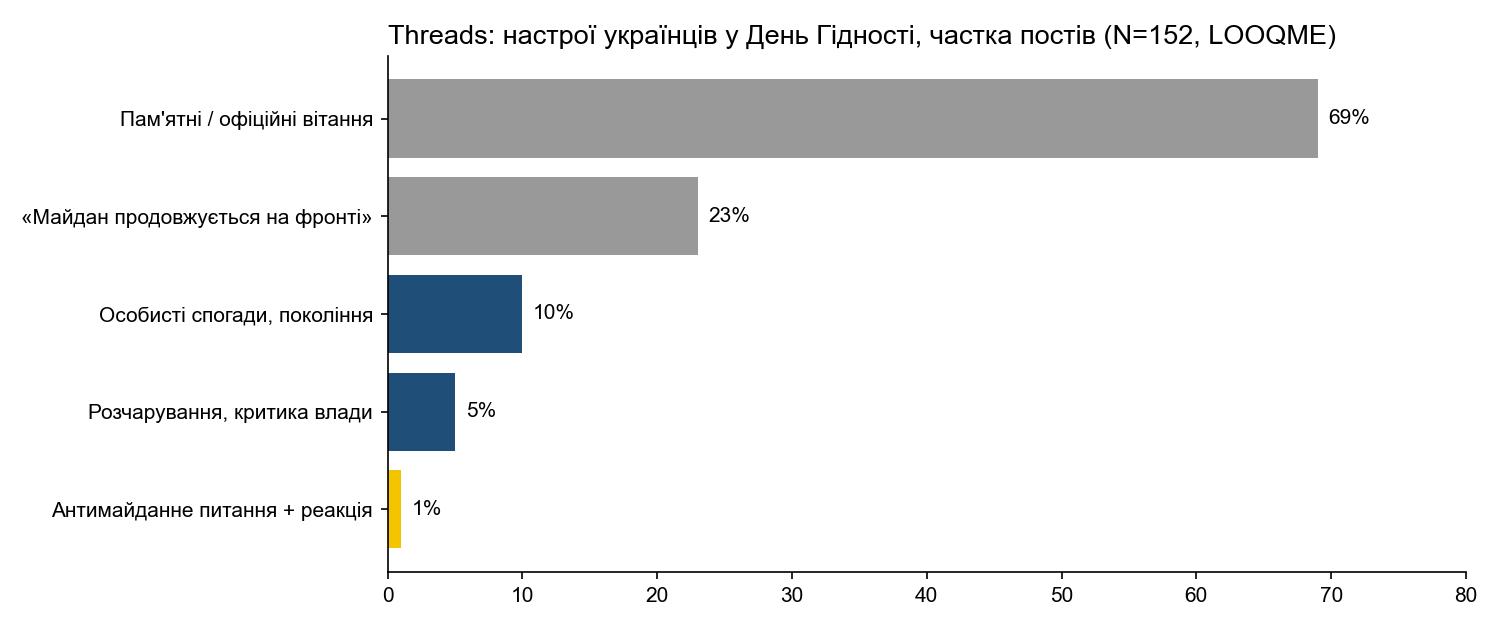 Threads: настрої українців у День Гідності, частка постів (N=152, LOOQME)
Пам'ятні / офіційні вітання
69%
«Майдан продовжується на фронті»
23%
Особисті спогади, покоління
10%
Розчарування, критика влади
5%
Антимайданне питання + реакція
1%
0 10 20 30 40 50 60 70 80